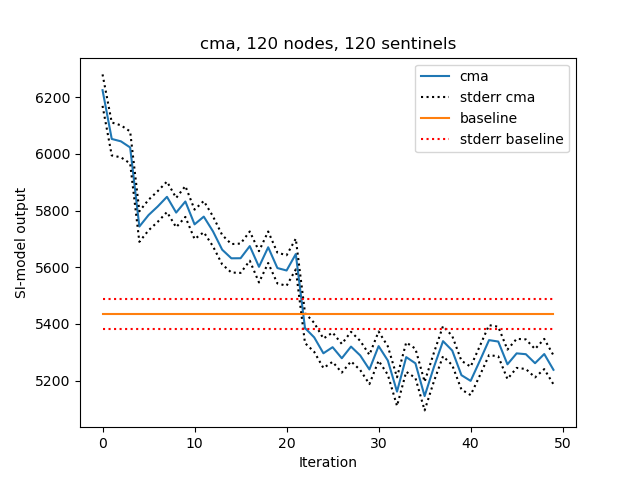 cma, 120 nodes, 120 sentinels
cma
stderr cma
baseline
stderr baseline
SI-model output
6200
6000
5800
5600
5400
5200
0 10 20 30 40 50
Iteration